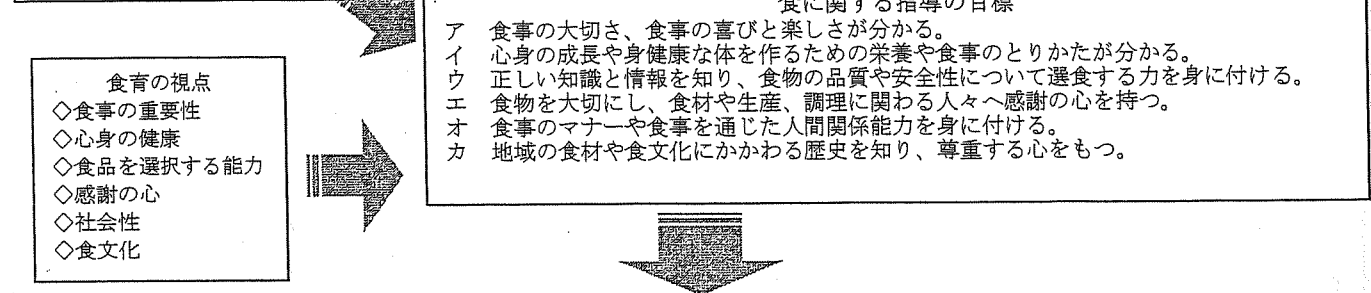 食に関する指導の目標
ア 食事の大切さ、食事の喜びと楽しさが分かる。
イ 心身の成長や身健康な体を作るための栄養や食事のとりかたが分かる。
ウ 正しい知識と情報を知り、食物の品質や安全性について選食する力を身に付ける。
エ 食物を大切にし、食材や生産、調理に関わる人々へ感謝の心を持つ。
オ 食事のマナーや食事を通じた人間関係能力を身に付ける。
カ 地域の食材や食文化にかかわる歴史を知り、尊重する心をもつ。
食育の視点
◇食事の重要性
◇心身の健康
◇食品を選択する能力
◇感謝の心
◇社会性
◇食文化